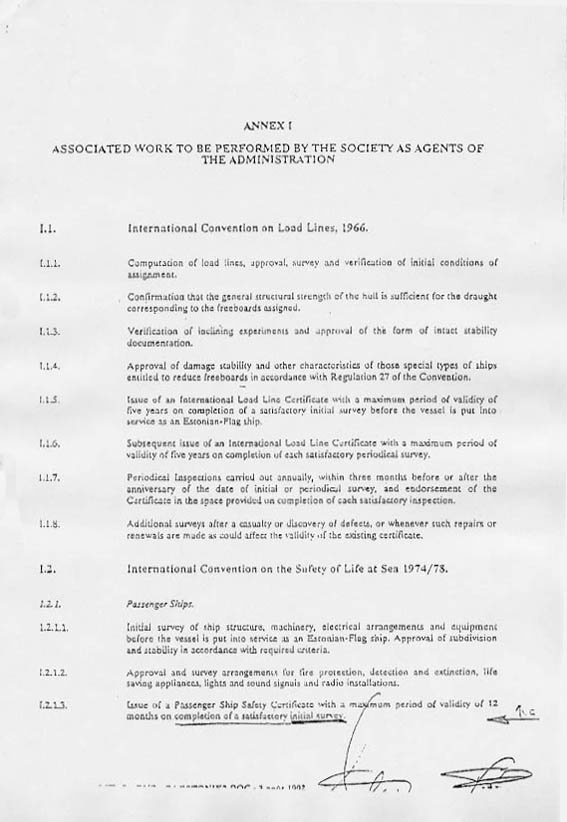 ANNEX I
ASSOCIATED WORK TO BE PERFORMED BY THE SOCIETY AS AGENTS OF
THE ADMINISTRATION
I.1. International Convention on Load Lines, 1966.
I.1.1. Computation of load lines, approval, survey and verification of initial conditions of
assignment.
I.1.2. Confirmation that the general structural strength of the hull is sufficient for the draught
corresponding to the freeboards assigned.
I.1.3. Verification of inclining experiments and approval of the form of intact stability
documentation.
I.1.4. Approval of damage stability and other characteristics of those special types of ships
entitled to reduce freeboards in accordance with Regulation 27 of the Convention.
I.1.5. Issue of an International Load Line Certificate with a maximum period of validity of
five years on completion of a satisfactory initial survey before the vessel is put into
service as an Estonian-Flag ship.
I.1.6. Subsequent issue of an International Load Line Certificate with a maximum period of
validity of five years on completion of each satisfactory periodical survey.
I.1.7. Periodical Inspections carried out annually, within three months before or after the
anniversary of the date of initial or periodical survey, and endorsement of the
Certificate in the space provided on completion of each satisfactory inspection.
I.1.8. Additional surveys after a casualty or discovery of defects, or whenever such repairs or
renewals are made as could affect the validity of the existing certificate.
I.2. International Convention on the Safety of Life at Sea 1974/78.
I.2.1. Passenger Ships.
I.2.1.1. Initial survey of ship structure, machinery, electrical arrangements and equipment
before the vessel is put into service as an Estonian-Flag ship. Approval of subdivision
and stability in accordance with required criteria.
I.2.1.2. Approval and survey arrangements for fire protection, detection and extinction, life
saving appliances, lights and sound signals and radio installations.
I.2.1.3. Issue of a Passenger Ship Safety Certificate with a maximum period of validity of 12
months on completion of a satisfactory initial survey.